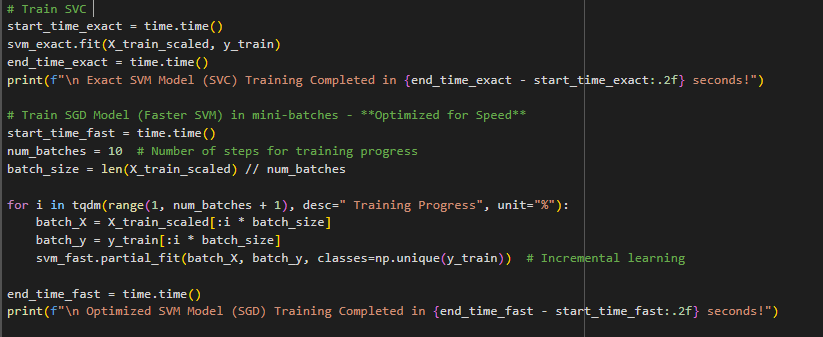 # Train SVC
start_time_exact = time.time()
svm_exact.fit(X_train_scaled, y_train)
end_time_exact = time.time()
print(f"\n Exact SVM Model (SVC) Training Completed in {end_time_exact - start_time_exact:.2f} seconds!")

# Train SGD Model (Faster SVM) in mini-batches - **Optimized for Speed**
start_time_fast = time.time()
num_batches = 10  # Number of steps for training progress
batch_size = len(X_train_scaled) // num_batches

for i in tqdm(range(1, num_batches + 1), desc=" Training Progress", unit="%"):
    batch_X = X_train_scaled[:i * batch_size]
    batch_y = y_train[:i * batch_size]
    svm_fast.partial_fit(batch_X, batch_y, classes=np.unique(y_train))  # Incremental learning

end_time_fast = time.time()
print(f"\n Optimized SVM Model (SGD) Training Completed in {end_time_fast - start_time_fast:.2f} seconds!")